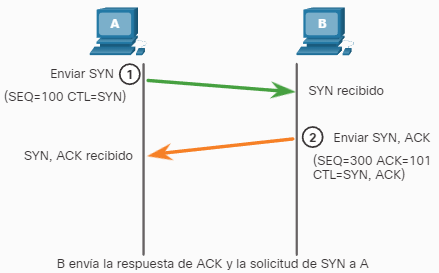 A
B
Enviar SYN 1
(SEQ=100 CTL=SYN)
SYN recibido
2 Enviar SYN, ACK
SYN, ACK recibido
(SEQ=300 ACK=101
CTL=SYN, ACK)
B envía la respuesta de ACK y la solicitud de SYN a A